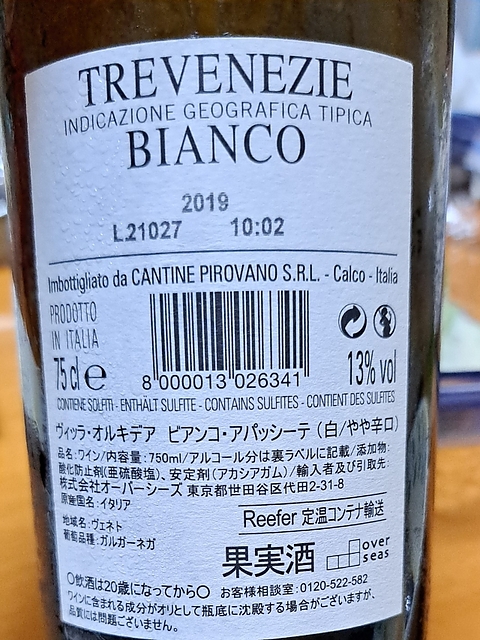 TREVENEZIE
INDICAZIONE GEOGRAFICA TIPICA
BIANCO
2019
L21027 10:02
Imbottigliato da CANTINE PIROVANO S.R.L. - Calco - Italia
PRODOTTO
IN ITALIA
75 cl e
8 000013 026341
13% vol
CONTIENE SOLFITI - ENTHÄLT SULFITE - CONTAINS SULFITES - CONTIENT DES SULFITES
ヴィッラ・オルキデア ビアンコ・アパッシーテ (白/やや辛口)
品名:ワイン/内容量:750ml/アルコール分は裏ラベルに記載/添加物:
酸化防止剤(亜硫酸塩)、安定剤(アカシアガム)/輸入者及び引取先:
株式会社オーバーシーズ 東京都世田谷区代田2-31-8
原産国名:イタリア
地域名:ヴェネト
葡萄品種:ガルガーネガ
Reefer 定温コンテナ輸送
果実酒
over
seas
〇飲酒は20歳になってから〇 お客様相談室:0120-522-582
ワインに含まれる成分がオリとして瓶底に沈殿する場合がございますが、
品質には問題ございません。